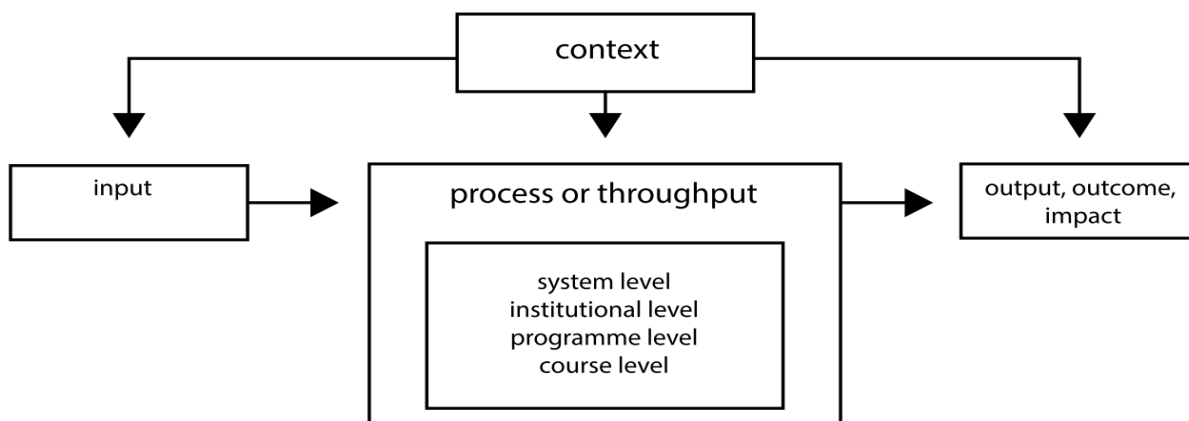 context
input
process or throughput
output, outcome,
impact
system level
institutional level
programme level
course level